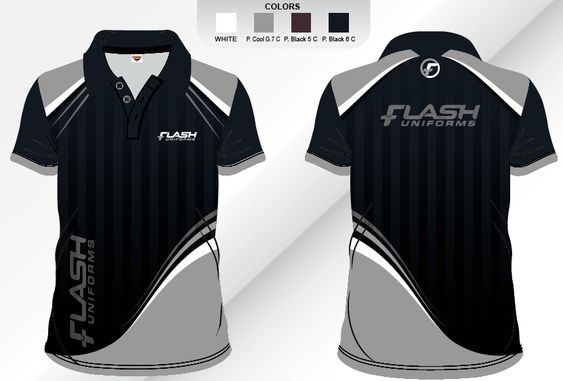 COLORS
WHITE
P. Cool G.7 C
P. Black 5 C
P. Black 6 C
FLASH
UNIFORMS
FLASH
UNIFORMS
FLASH
UNIFORMS